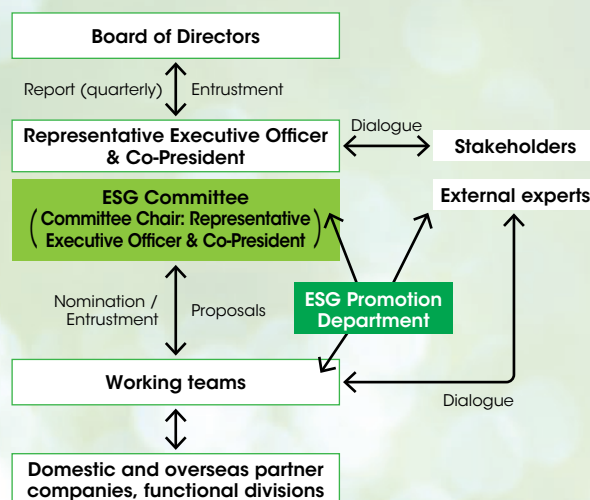 Board of Directors
Report (quarterly)
Entrustment
Representative Executive Officer
& Co-President
Dialogue
Stakeholders
ESG Committee
(Committee Chair: Representative
Executive Officer & Co-President)
External experts
Nomination /
Entrustment
Proposals
ESG Promotion
Department
Working teams
Dialogue
Domestic and overseas partner
companies, functional divisions